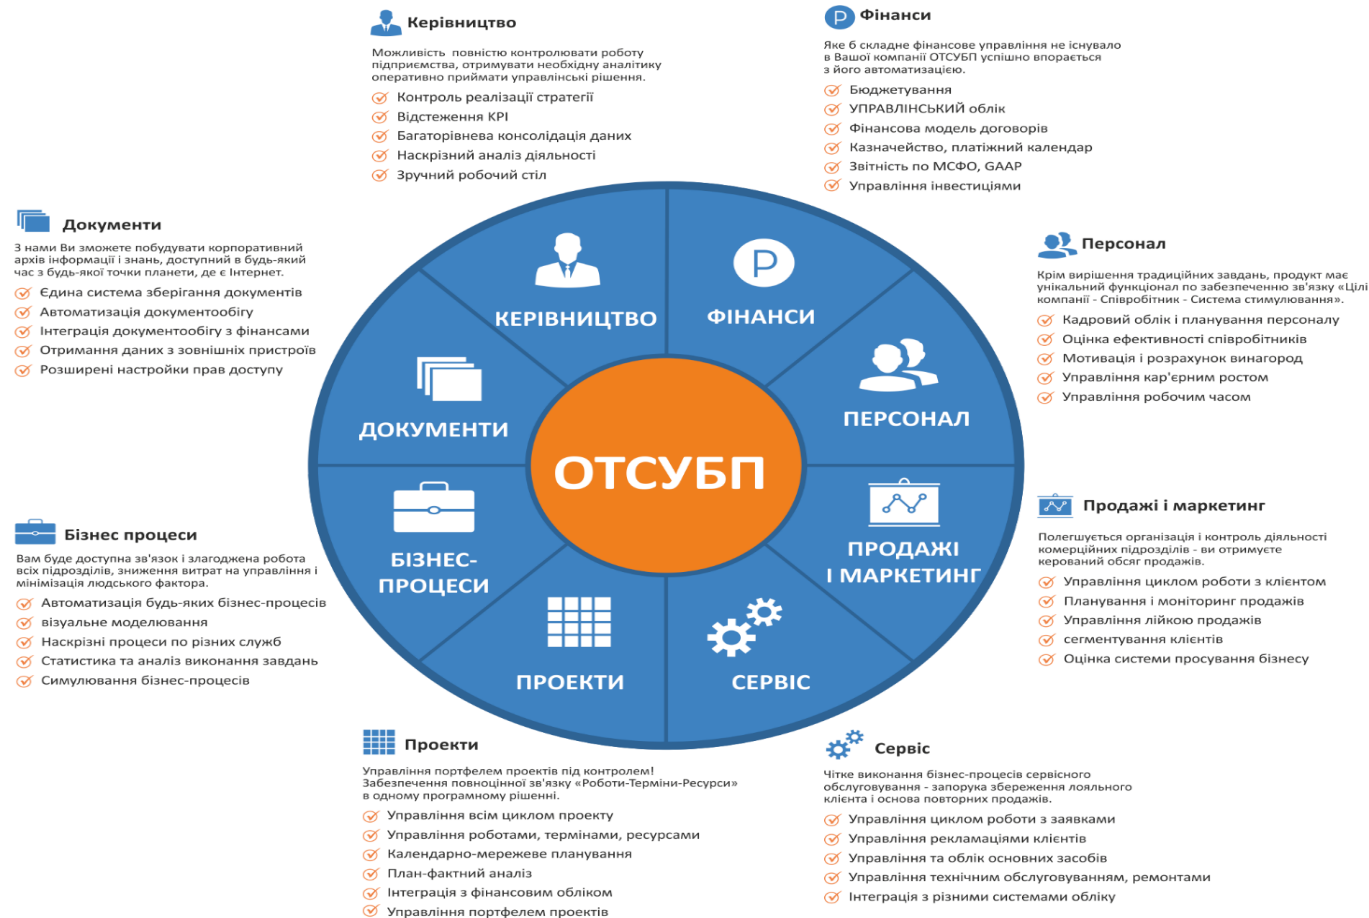 Керівництво
Можливість повністю контролювати роботу
підприємства, отримувати необхідну аналітику
оперативно приймати управлінські рішення.
Контроль реалізації стратегії
Відстеження KPI
Багаторівнева консолідація даних
Наскрізний аналіз діяльності
Зручний робочий стіл
Фінанси
Яке б складне фінансове управління не існувало
в Вашої компанії ОТСУБП успішно впорається
з його автоматизацією.
Бюджетування
УПРАВЛІНСЬКИЙ облік
Фінансова модель договорів
Казначейство, платіжний календар
Звітність по МСФО, GAAP
Управління інвестиціями
Документи
З нами Ви зможете побудувати корпоративний
архів інформації і знань, доступний в будь-який
час з будь-якої точки планети, де є Інтернет.
Єдина система зберігання документів
Автоматизація документообігу
Інтеграція документообігу з фінансами
Отримання даних з зовнішніх пристроїв
Розширені настройки прав доступу
Персонал
Крім вирішення традиційних завдань, продукт має
унікальний функціонал по забезпеченню зв'язку «Цілі
компанії - Співробітник - Система стимулювання».
Кадровий облік і планування персоналу
Оцінка ефективності співробітників
Мотивація і розрахунок винагород
Управління кар'єрним ростом
Управління робочим часом
КЕРІВНИЦТВО
ФІНАНСИ
ДОКУМЕНТИ
ПЕРСОНАЛ
ОТСУБП
БІЗНЕС-
ПРОЦЕСИ
ПРОДАЖІ
І МАРКЕТИНГ
ПРОЕКТИ
СЕРВІС
Бізнес процеси
Вам буде доступна зв'язок і злагоджена робота
всіх підрозділів, зниження витрат на управління і
мінімізація людського фактора.
Автоматизація будь-яких бізнес-процесів
візуальне моделювання
Наскрізні процеси по різних служб
Статистика та аналіз виконання завдань
Симулювання бізнес-процесів
Продажі і маркетинг
Полегшується організація і контроль діяльності
комерційних підрозділів - ви отримуєте
керований обсяг продажів.
Управління циклом роботи з клієнтом
Планування і моніторинг продажів
Управління лійкою продажів
сегментування клієнтів
Оцінка системи просування бізнесу
Проекти
Управління портфелем проектів під контролем!
Забезпечення повноцінної зв'язку «Роботи-Терміни-Ресурси»
в одному програмному рішенні.
Управління всім циклом проекту
Управління роботами, термінами, ресурсами
Календарно-мережеве планування
План-фактний аналіз
Інтеграція з фінансовим обліком
Управління портфелем проектів
Сервіс
Чітке виконання бізнес-процесів сервісного
обслуговування - запорука збереження лояльного
клієнта і основа повторних продажів.
Управління циклом роботи з заявками
Управління рекламаціями клієнтів
Управління та облік основних засобів
Управління технічним обслуговуванням, ремонтами
Інтеграція з різними системами обліку